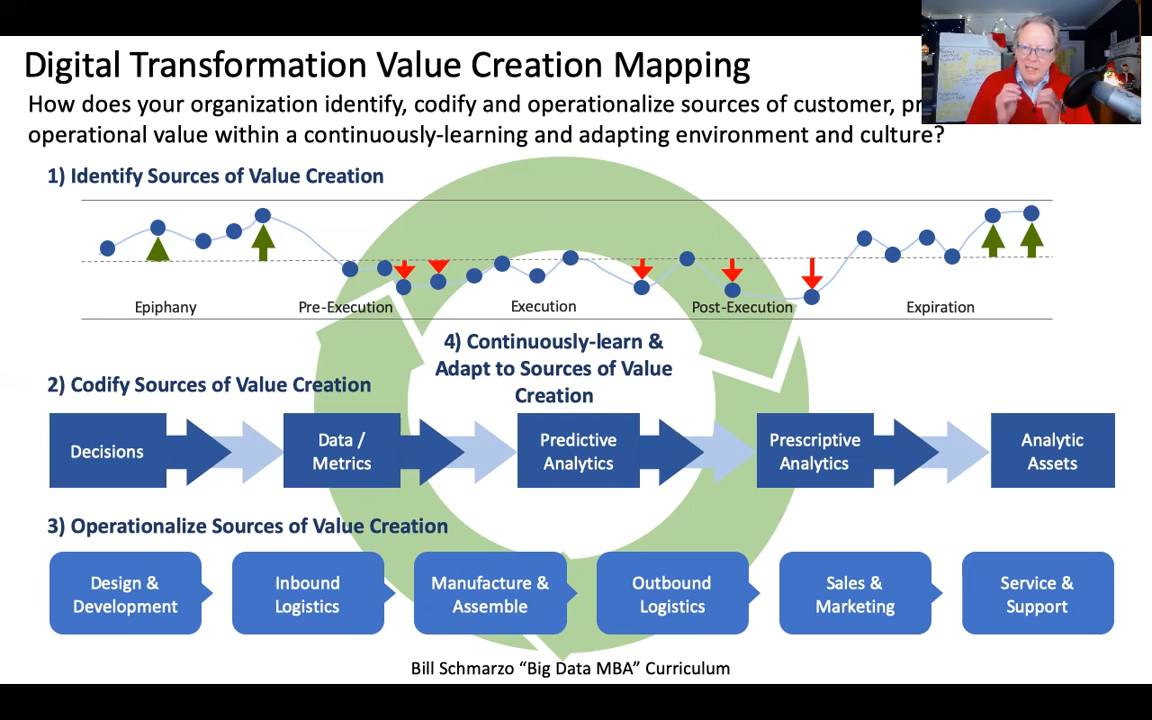 Digital Transformation Value Creation Mapping
How does your organization identify, codify and operationalize sources of customer,
operational value within a continuously-learning and adapting environment and culture?
1) Identify Sources of Value Creation
Epiphany
Pre-Execution
Execution
Post-Execution
Expiration
4) Continuously-learn &
Adapt to Sources of Value
Creation
2) Codify Sources of Value Creation
Decisions
Data /
Metrics
Predictive
Analytics
Prescriptive
Analytics
Analytic
Assets
3) Operationalize Sources of Value Creation
Design &
Development
Inbound
Logistics
Manufacture &
Assemble
Outbound
Logistics
Sales &
Marketing
Service &
Support
Bill Schmarzo “Big Data MBA” Curriculum